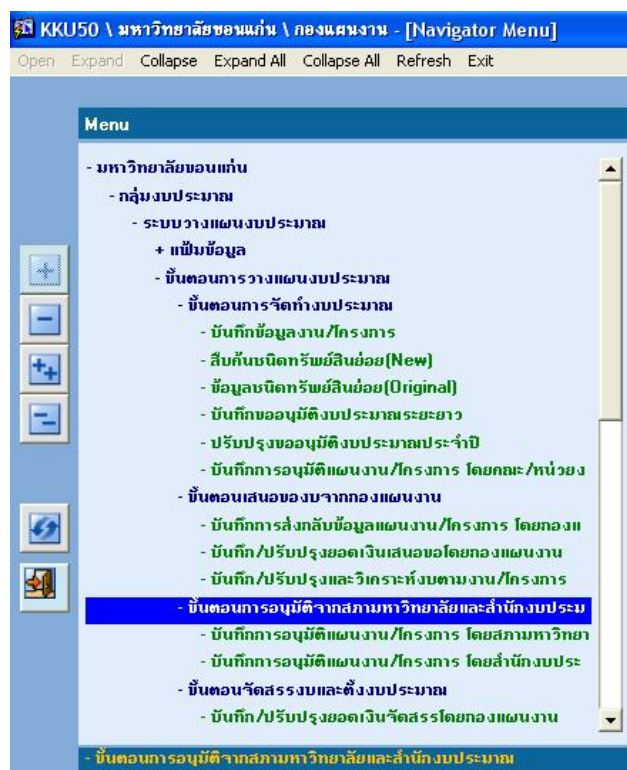 KKU50 \ มหาวิทยาลัยขอนแก่น \ กองแผนงาน - [Navigator Menu]
Open Expand Collapse Expand All Collapse All Refresh Exit
Menu
- มหาวิทยาลัยขอนแก่น
- กลุ่มงบประมาณ
- ระบบวางแผนงบประมาณ
+ แฟ้มข้อมูล
- ขั้นตอนการวางแผนงบประมาณ
- ขั้นตอนการจัดทำงบประมาณ
- บันทึกข้อมูลงาน/โครงการ
- สืบค้นชนิดทรัพย์สินย่อย(New)
- ข้อมูลชนิดทรัพย์สินย่อย(Original)
- บันทึกขออนุมัติงบประมาณระยะยาว
- ปรับปรุงขออนุมัติงบประมาณประจำปี
- บันทึกการอนุมัติแผนงาน/โครงการ โดยคณะ/หน่วยง
- ขั้นตอนเสนอของบจากกองแผนงาน
- บันทึกการส่งกลับข้อมูลแผนงาน/โครงการ โดยกองแ
- บันทึก/ปรับปรุงยอดเงินเสนอขอโดยกองแผนงาน
- บันทึก/ปรับปรุงและวิเคราะห์งบตามงาน/โครงการ
- ขั้นตอนการอนุมัติจากสภามหาวิทยาลัยและสำนักงบประม
- บันทึกการอนุมัติแผนงาน/โครงการ โดยสภามหาวิทยา
- บันทึกการอนุมัติแผนงาน/โครงการ โดยสำนักงบประ
- ขั้นตอนจัดสรรงบและตั้งงบประมาณ
- บันทึก/ปรับปรุงยอดเงินจัดสรรโดยกองแผนงาน
- ขั้นตอนการอนุมัติจากสภามหาวิทยาลัยและสำนักงบประมาณ